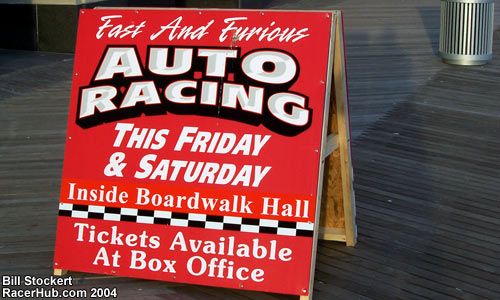 Fast And Furious
AUTO
RACING
THIS FRIDAY
& SATURDAY
Inside Boardwalk Hall
Tickets Available
At Box Office
Bill Stockert
RacerHub.com 2004